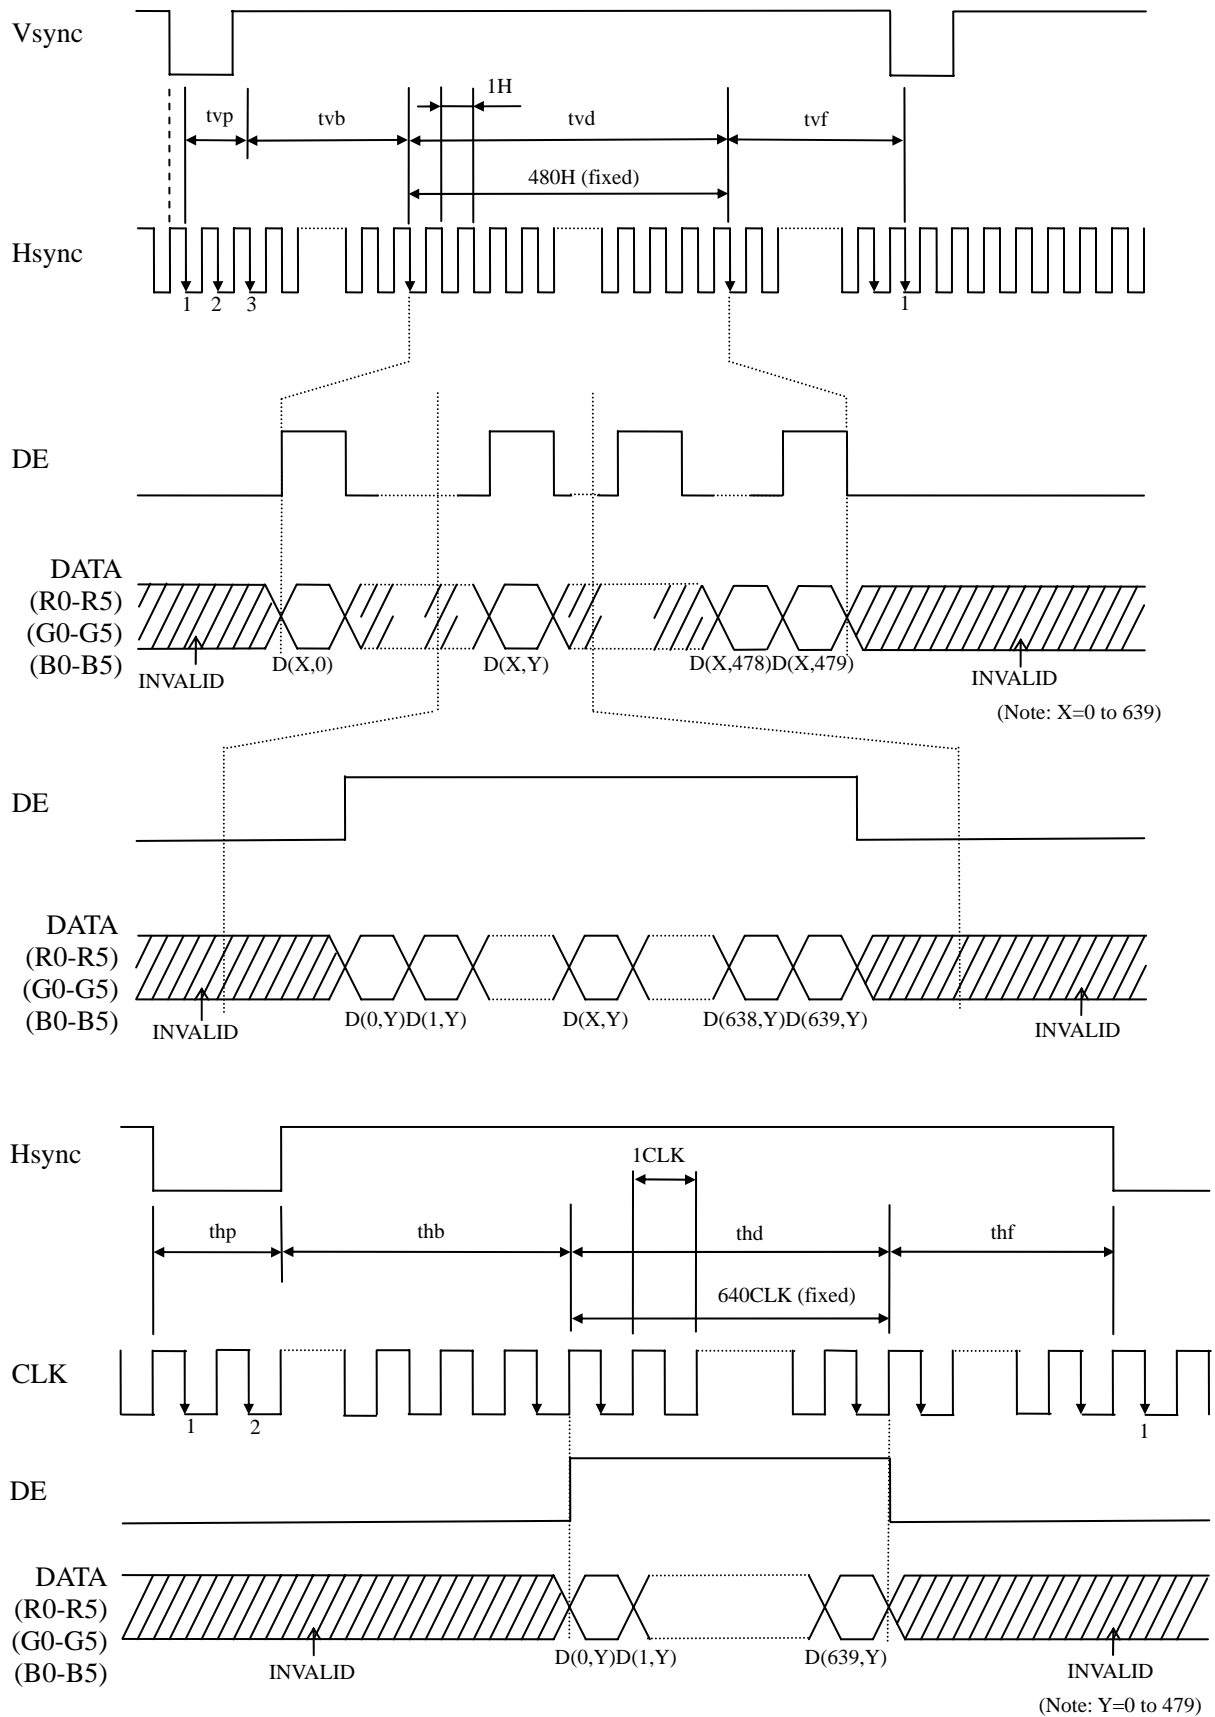 Vsync
1H
tvp tvb tvd tvf
480H (fixed)
Hsync
1 2 3 1
DE
DATA
(R0-R5)
(G0-G5)
(B0-B5)
D(X,0) D(X,Y) D(X,478)D(X,479)
INVALID INVALID
(Note: X=0 to 639)
DE
DATA
(R0-R5)
(G0-G5)
(B0-B5)
D(0,Y)D(1,Y) D(X,Y) D(638,Y)D(639,Y)
INVALID INVALID
Hsync
1CLK
thp thb thd thf
640CLK (fixed)
CLK
1 2 1
DE
DATA
(R0-R5)
(G0-G5)
(B0-B5)
D(0,Y)D(1,Y) D(639,Y)
INVALID INVALID
(Note: Y=0 to 479)